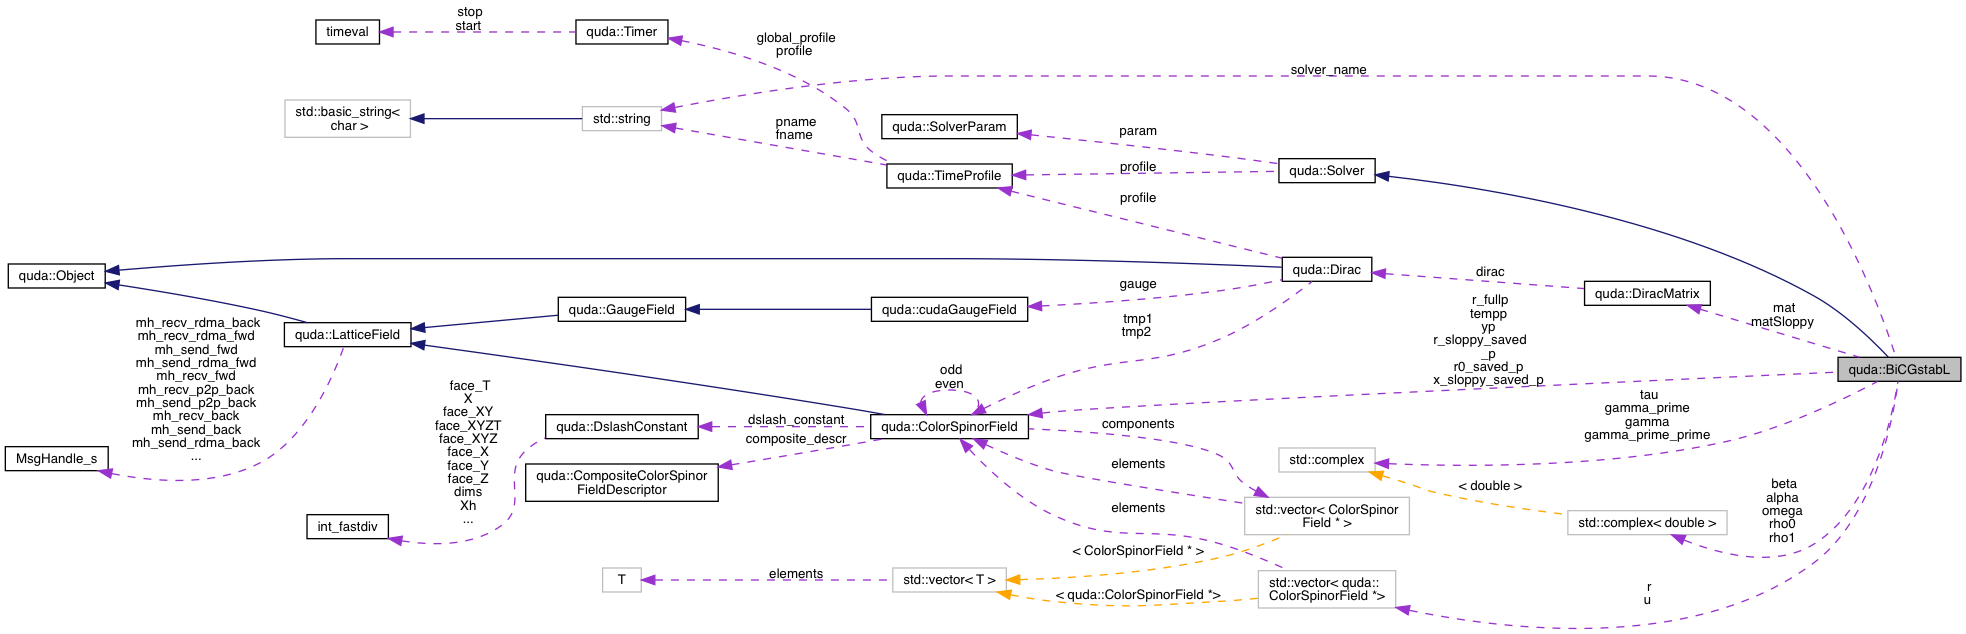 stop
start
timeval
quda::Timer
global_profile
profile
solver_name
std::basic_string<
char >
std::string
pname
fname
quda::SolverParam
param
quda::TimeProfile
profile
quda::Solver
profile
quda::Object
quda::Dirac
dirac
quda::DiracMatrix
gauge
quda::GaugeField
quda::cudaGaugeField
quda::LatticeField
tmp1
tmp2
mat
matSloppy
r_fullp
tempp
yp
r_sloppy_saved
_p
r0_saved_p
x_sloppy_saved_p
quda::BiCGstabL
mh_recv_rdma_back
mh_recv_rdma_fwd
mh_send_fwd
mh_send_rdma_fwd
mh_recv_fwd
mh_recv_p2p_back
mh_send_p2p_back
mh_recv_back
mh_send_back
mh_send_rdma_back
...
MsgHandle_s
face_T
X
face_XY
face_XYZT
face_XYZ
face_X
face_Y
face_Z
dims
Xh
...
int_fastdiv
odd
even
quda::DslashConstant
dslash_constant
quda::ColorSpinorField
composite_descr
quda::CompositeColorSpinor
FieldDescriptor
components
elements
elements
tau
gamma_prime
gamma
gamma_prime_prime
std::complex
< double >
std::complex< double >
beta
alpha
omega
rho0
rho1
std::vector< ColorSpinor
Field * >
< ColorSpinorField * >
T
elements
std::vector< T >
< quda::ColorSpinorField *>
std::vector< quda::
ColorSpinorField *>
r
u